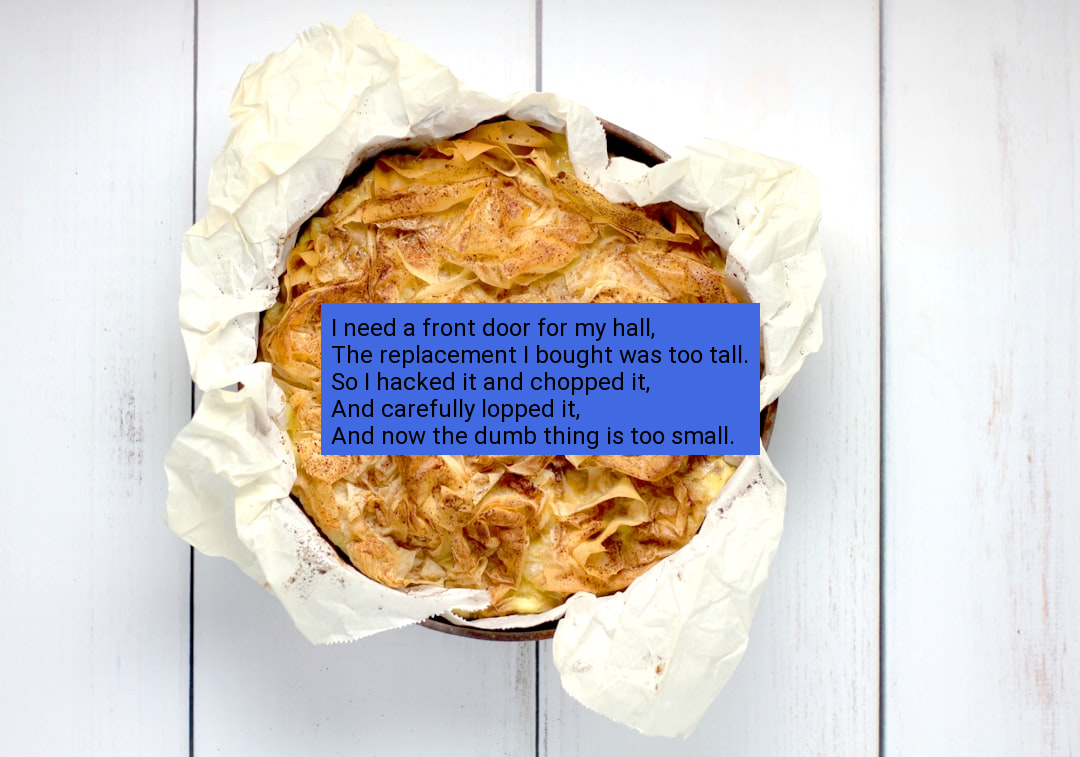 I need a front door for my hall,
The replacement I bought was too tall.
So I hacked it and chopped it,
And carefully lopped it,
And now the dumb thing is too small.